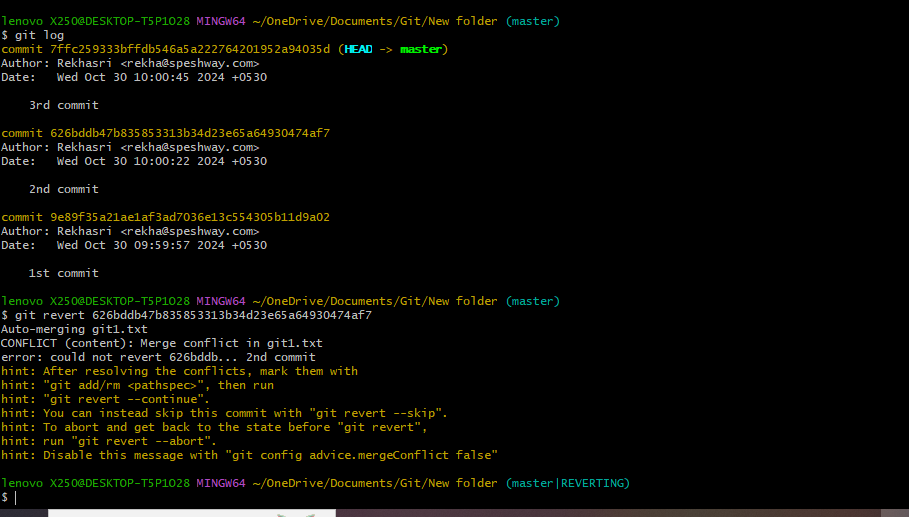 lenovo X250@DESKTOP-T5P1O28 MINGW64 ~/OneDrive/Documents/Git/New folder (master)
$ git log
commit 7ffc259333bffdb546a5a222764201952a94035d (HEAD -> master)
Author: Rekhasri <rekha@speshway.com>
Date:   Wed Oct 30 10:00:45 2024 +0530
    3rd commit
commit 626bddb47b835853313b34d23e65a64930474af7
Author: Rekhasri <rekha@speshway.com>
Date:   Wed Oct 30 10:00:22 2024 +0530
    2nd commit
commit 9e89f35a21ae1af3ad7036e13c554305b11d9a02
Author: Rekhasri <rekha@speshway.com>
Date:   Wed Oct 30 09:59:57 2024 +0530
    1st commit
lenovo X250@DESKTOP-T5P1O28 MINGW64 ~/OneDrive/Documents/Git/New folder (master)
$ git revert 626bddb47b835853313b34d23e65a64930474af7
Auto-merging git1.txt
CONFLICT (content): Merge conflict in git1.txt
error: could not revert 626bddb... 2nd commit
hint: After resolving the conflicts, mark them with
hint: "git add/rm <pathspec>", then run
hint: "git revert --continue".
hint: You can instead skip this commit with "git revert --skip".
hint: To abort and get back to the state before "git revert",
hint: run "git revert --abort".
hint: Disable this message with "git config advice.mergeConflict false"
lenovo X250@DESKTOP-T5P1O28 MINGW64 ~/OneDrive/Documents/Git/New folder (master|REVERTING)
$